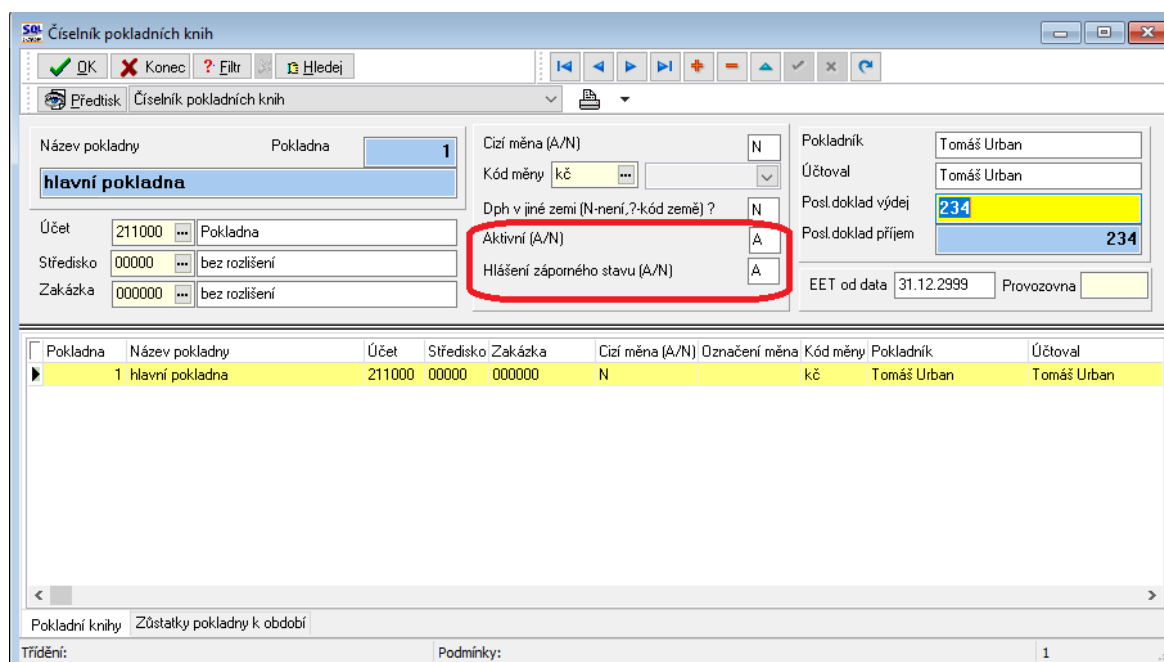 Číselník pokladních knih
OK Konec ? Filtr Hledej
Předtisk Číselník pokladních knih
Název pokladny Pokladna 1
hlavní pokladna
Účet 211000 ... Pokladna
Středisko 00000 ... bez rozlišení
Zakázka 000000 ... bez rozlišení
Cizí měna (A/N) N
Kód měny kč ...
Dph v jiné zemi (N-není,?-kód země) ? N
Aktivní (A/N) A
Hlášení záporného stavu (A/N) A
Pokladník Tomáš Urban
Účtoval Tomáš Urban
Posl.doklad výdej 234
Posl.doklad příjem 234
EET od data 31.12.2999 Provozovna
Pokladna Název pokladny Účet Středisko Zakázka Cizí měna (A/N) Označení měna Kód měny Pokladník Účtoval
1 hlavní pokladna 211000 00000 000000 N kč Tomáš Urban Tomáš Urban
Pokladní knihy Zůstatky pokladny k období
Třídění: Podmínky: 1